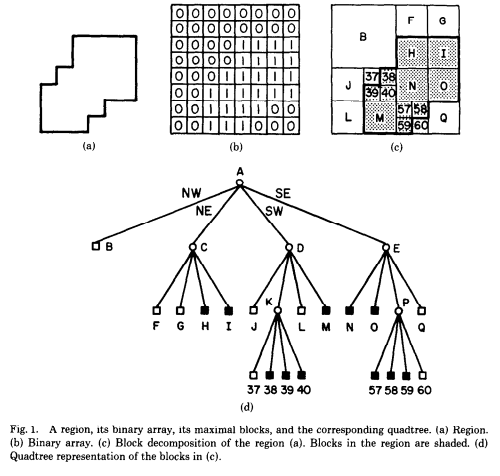 0 0 0 0 0 0 0 0
0 0 0 0 0 0 0 0
0 0 0 0 1 1 1 1
0 0 0 0 1 1 1 1
0 0 0 1 1 1 1 1
0 0 1 1 1 1 1 1
0 0 1 1 1 1 0 0
0 0 1 1 1 0 0 0
F G
B
H I
J 37 38 N O
39 40
L M 57 58 Q
59 60
(a) (b) (c)
A
NW SE
NE SW
B C D E
K P
F G H I J L M N O Q
37 38 39 40 57 58 59 60
(d)
Fig. 1. A region, its binary array, its maximal blocks, and the corresponding quadtree. (a) Region.
(b) Binary array. (c) Block decomposition of the region (a). Blocks in the region are shaded. (d)
Quadtree representation of the blocks in (c).